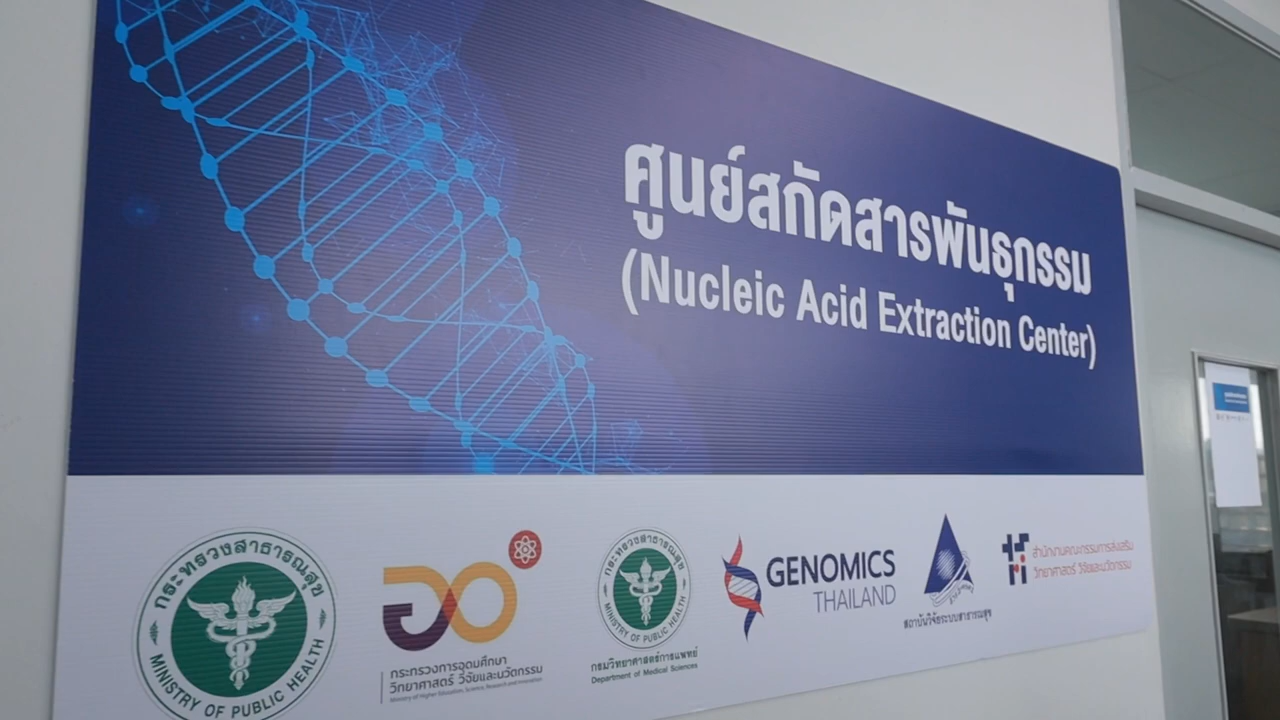 ศูนย์สกัดสารพันธุกรรม
(Nucleic Acid Extraction Center)
กระทรวงสาธารณสุข
MINISTRY OF PUBLIC HEALTH
กระทรวงการอุดมศึกษา
วิทยาศาสตร์ วิจัยและนวัตกรรม
Ministry of Higher Education, Science, Research and Innovation
กระทรวงสาธารณสุข
MINISTRY OF PUBLIC HEALTH
กรมวิทยาศาสตร์การแพทย์
Department of Medical Sciences
GENOMICS
THAILAND
สถาบันวิจัยระบบสาธารณสุข
สำนักงานคณะกรรมการส่งเสริม
วิทยาศาสตร์ วิจัยและนวัตกรรม